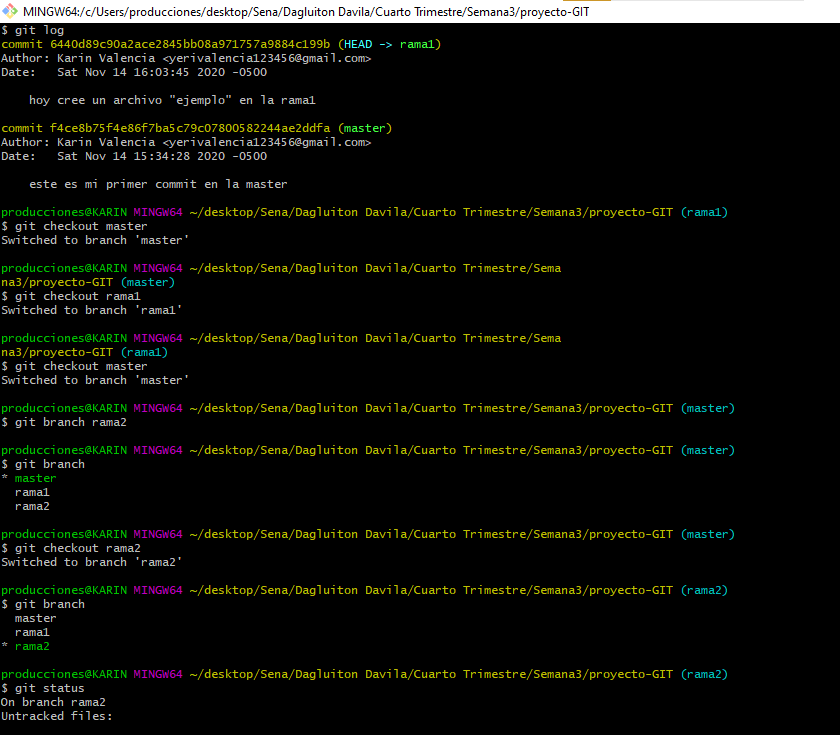 MINGW64:/c/Users/producciones/desktop/Sena/Dagluiton Davila/Cuarto Trimestre/Semana3/proyecto-GIT
$ git log
commit 6440d89c90a2ace2845bb08a971757a9884c199b (HEAD -> rama1)
Author: Karin Valencia <yerivalencia123456@gmail.com>
Date:   Sat Nov 14 16:03:45 2020 -0500
    hoy cree un archivo "ejemplo" en la rama1
commit f4ce8b75f4e86f7ba5c79c07800582244ae2ddfa (master)
Author: Karin Valencia <yerivalencia123456@gmail.com>
Date:   Sat Nov 14 15:34:28 2020 -0500
    este es mi primer commit en la master
producciones@KARIN MINGW64 ~/desktop/Sena/Dagluiton Davila/Cuarto Trimestre/Semana3/proyecto-GIT (rama1)
$ git checkout master
Switched to branch 'master'
producciones@KARIN MINGW64 ~/desktop/Sena/Dagluiton Davila/Cuarto Trimestre/Sema
na3/proyecto-GIT (master)
$ git checkout rama1
Switched to branch 'rama1'
producciones@KARIN MINGW64 ~/desktop/Sena/Dagluiton Davila/Cuarto Trimestre/Sema
na3/proyecto-GIT (rama1)
$ git checkout master
Switched to branch 'master'
producciones@KARIN MINGW64 ~/desktop/Sena/Dagluiton Davila/Cuarto Trimestre/Semana3/proyecto-GIT (master)
$ git branch rama2
producciones@KARIN MINGW64 ~/desktop/Sena/Dagluiton Davila/Cuarto Trimestre/Semana3/proyecto-GIT (master)
$ git branch
* master
  rama1
  rama2
producciones@KARIN MINGW64 ~/desktop/Sena/Dagluiton Davila/Cuarto Trimestre/Semana3/proyecto-GIT (master)
$ git checkout rama2
Switched to branch 'rama2'
producciones@KARIN MINGW64 ~/desktop/Sena/Dagluiton Davila/Cuarto Trimestre/Semana3/proyecto-GIT (rama2)
$ git branch
  master
  rama1
* rama2
producciones@KARIN MINGW64 ~/desktop/Sena/Dagluiton Davila/Cuarto Trimestre/Semana3/proyecto-GIT (rama2)
$ git status
On branch rama2
Untracked files: